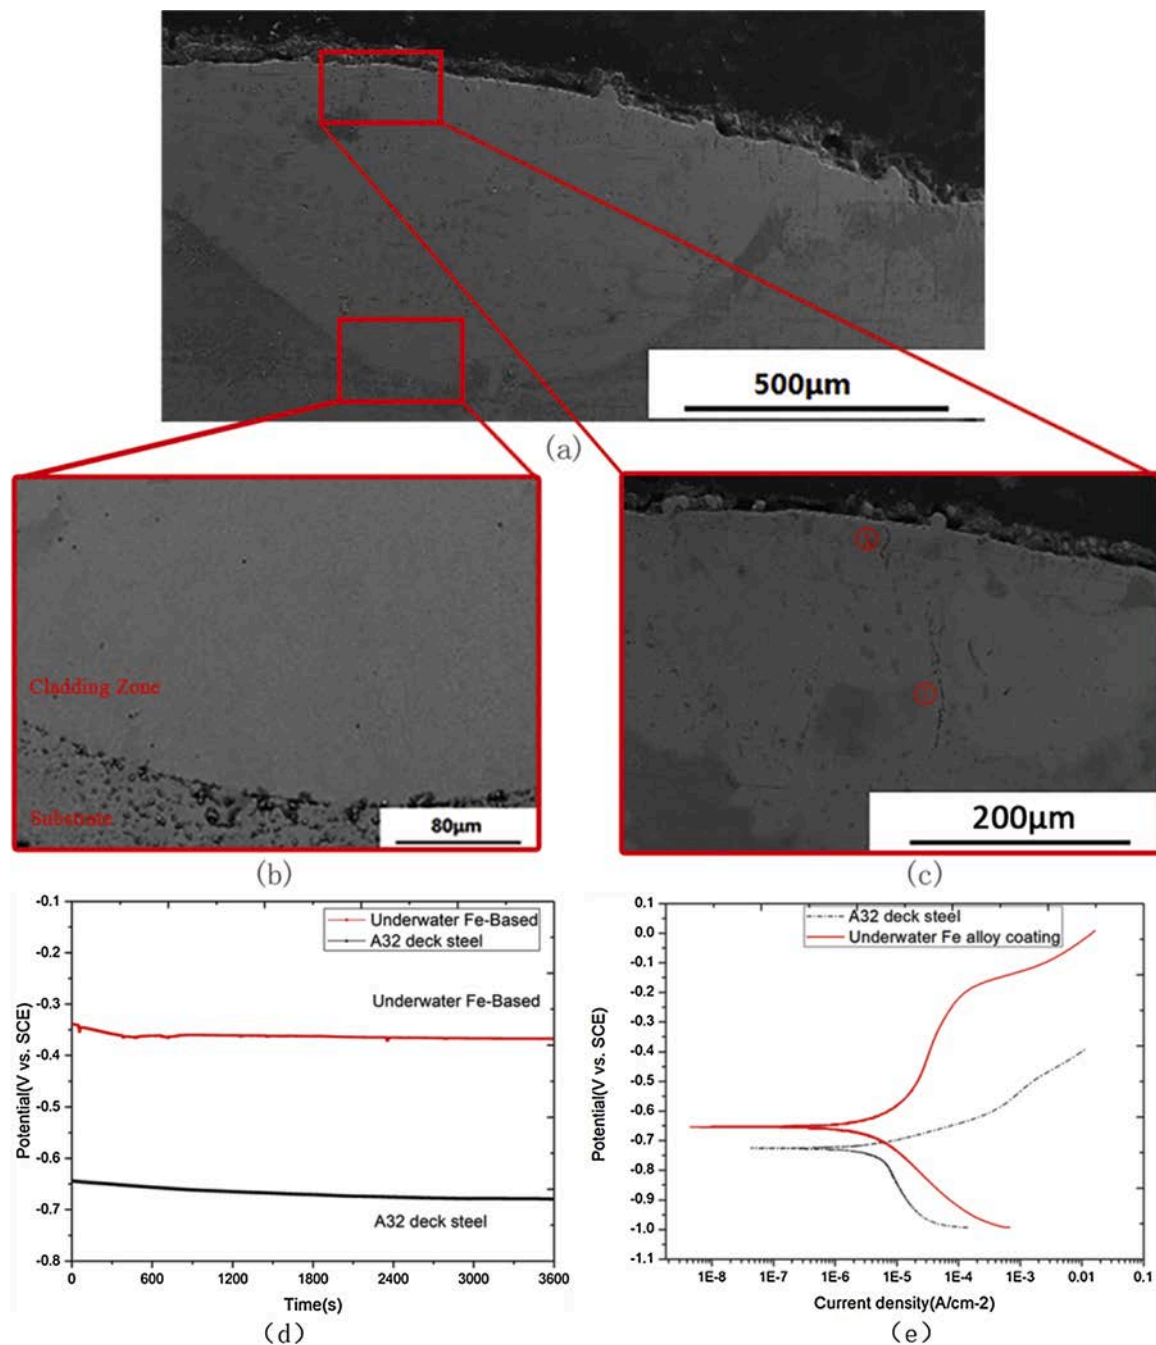 500μm
(a)
Cladding Zone
Substrate
80μm
(b)
①
200μm
(c)
-0.1
-0.2
-0.3
-0.4
-0.5
-0.6
-0.7
-0.8
Potential(V vs. SCE)
Underwater Fe-Based
A32 deck steel
Underwater Fe-Based
A32 deck steel
0 600 1200 1800 2400 3000 3600
Time(s)
(d)
0.1
0.0
-0.1
-0.2
-0.3
-0.4
-0.5
-0.6
-0.7
-0.8
-0.9
-1.0
-1.1
Potential(V vs. SCE)
A32 deck steel
Underwater Fe alloy coating
1E-8 1E-7 1E-6 1E-5 1E-4 1E-3 0.01 0.1
Current density(A/cm-2)
(e)